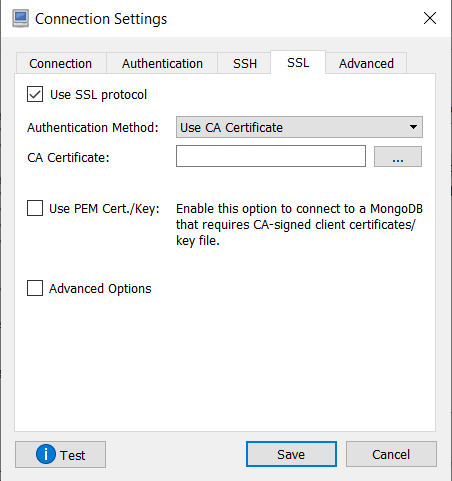 Connection Settings
Connection Authentication SSH SSL Advanced
Use SSL protocol
Authentication Method: Use CA Certificate
CA Certificate: ...
Use PEM Cert./Key: Enable this option to connect to a MongoDB
that requires CA-signed client certificates/
key file.
Advanced Options
Test Save Cancel